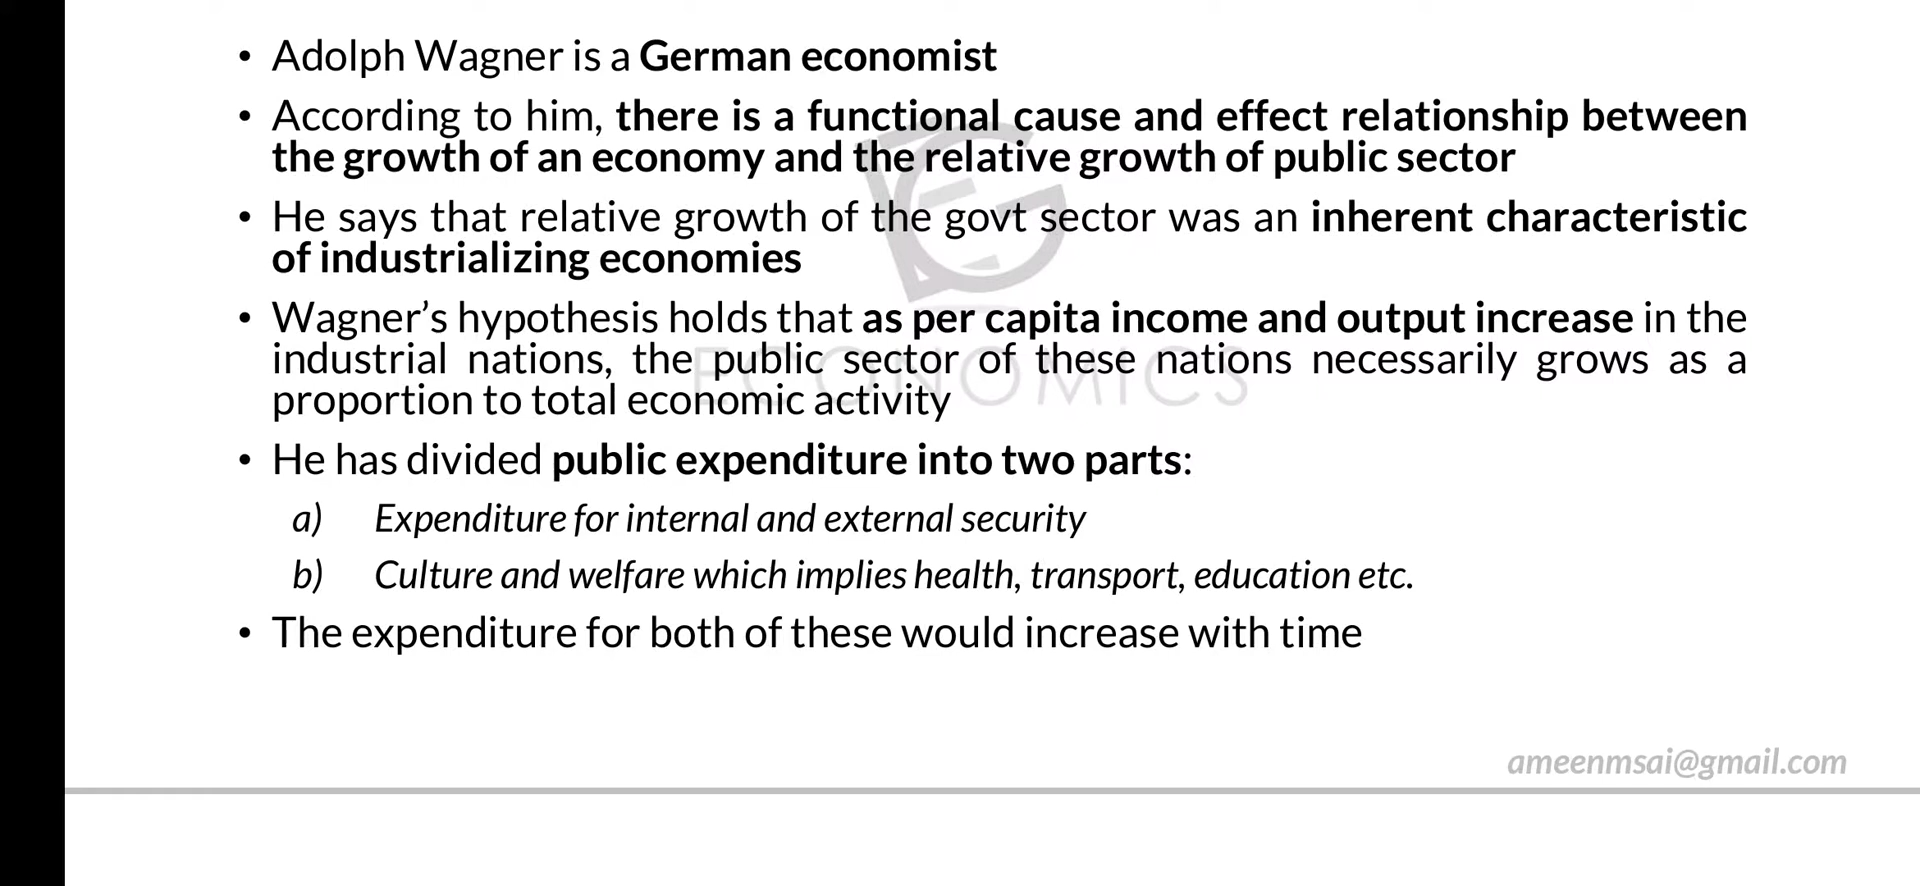 • Adolph Wagner is a German economist
• According to him, there is a functional cause and effect relationship between
the growth of an economy and the relative growth of public sector
• He says that relative growth of the govt sector was an inherent characteristic
of industrializing economies
• Wagner’s hypothesis holds that as per capita income and output increase in the
industrial nations, the public sector of these nations necessarily grows as a
proportion to total economic activity
ECONOMICS
• He has divided public expenditure into two parts:
a) Expenditure for internal and external security
b) Culture and welfare which implies health, transport, education etc.
• The expenditure for both of these would increase with time
ameenmsai@gmail.com